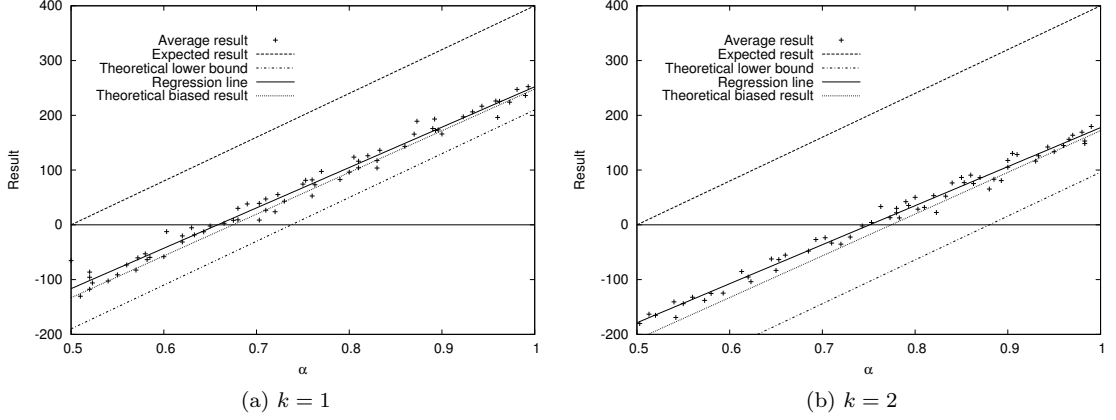 400
300
200
100
0
-100
-200
0.5
0.6
0.7
0.8
0.9
1
Result
α
Average result
Expected result
Theoretical lower bound
Regression line
Theoretical biased result
(a) k = 1
400
300
200
100
0
-100
-200
0.5
0.6
0.7
0.8
0.9
1
Result
α
Average result
Expected result
Theoretical lower bound
Regression line
Theoretical biased result
(b) k = 2